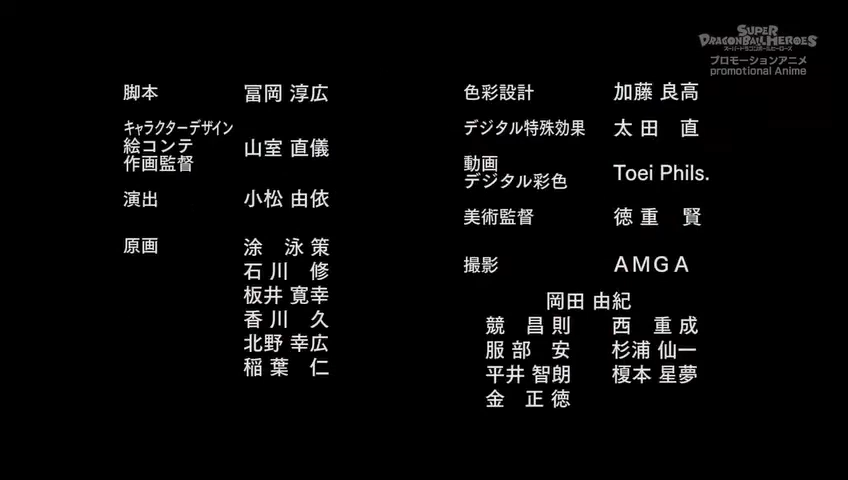 SUPER
DRAGONBALL HEROES
スーパードラゴンボールヒーローズ
プロモーションアニメ
promotional Anime
脚本 冨岡 淳広
キャラクターデザイン
絵コンテ 山室 直儀
作画監督
演出 小松 由依
原画 涂 泳策
石川 修
板井 寛幸
香川 久
北野 幸広
稲葉 仁
色彩設計 加藤 良高
デジタル特殊効果 太田 直
動画
デジタル彩色 Toei Phils.
美術監督 徳重 賢
撮影 AMGA
岡田 由紀
競 昌則 西 重成
服部 安 杉浦 仙一
平井 智朗 榎本 星夢
金 正徳